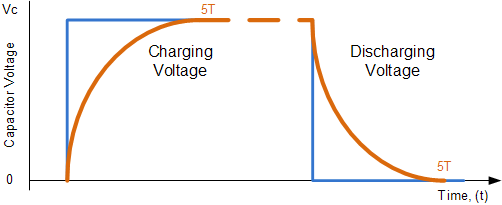 Vc
5T
Charging
Voltage
Discharging
Voltage
Capacitor Voltage
5T
0
Time, (t)